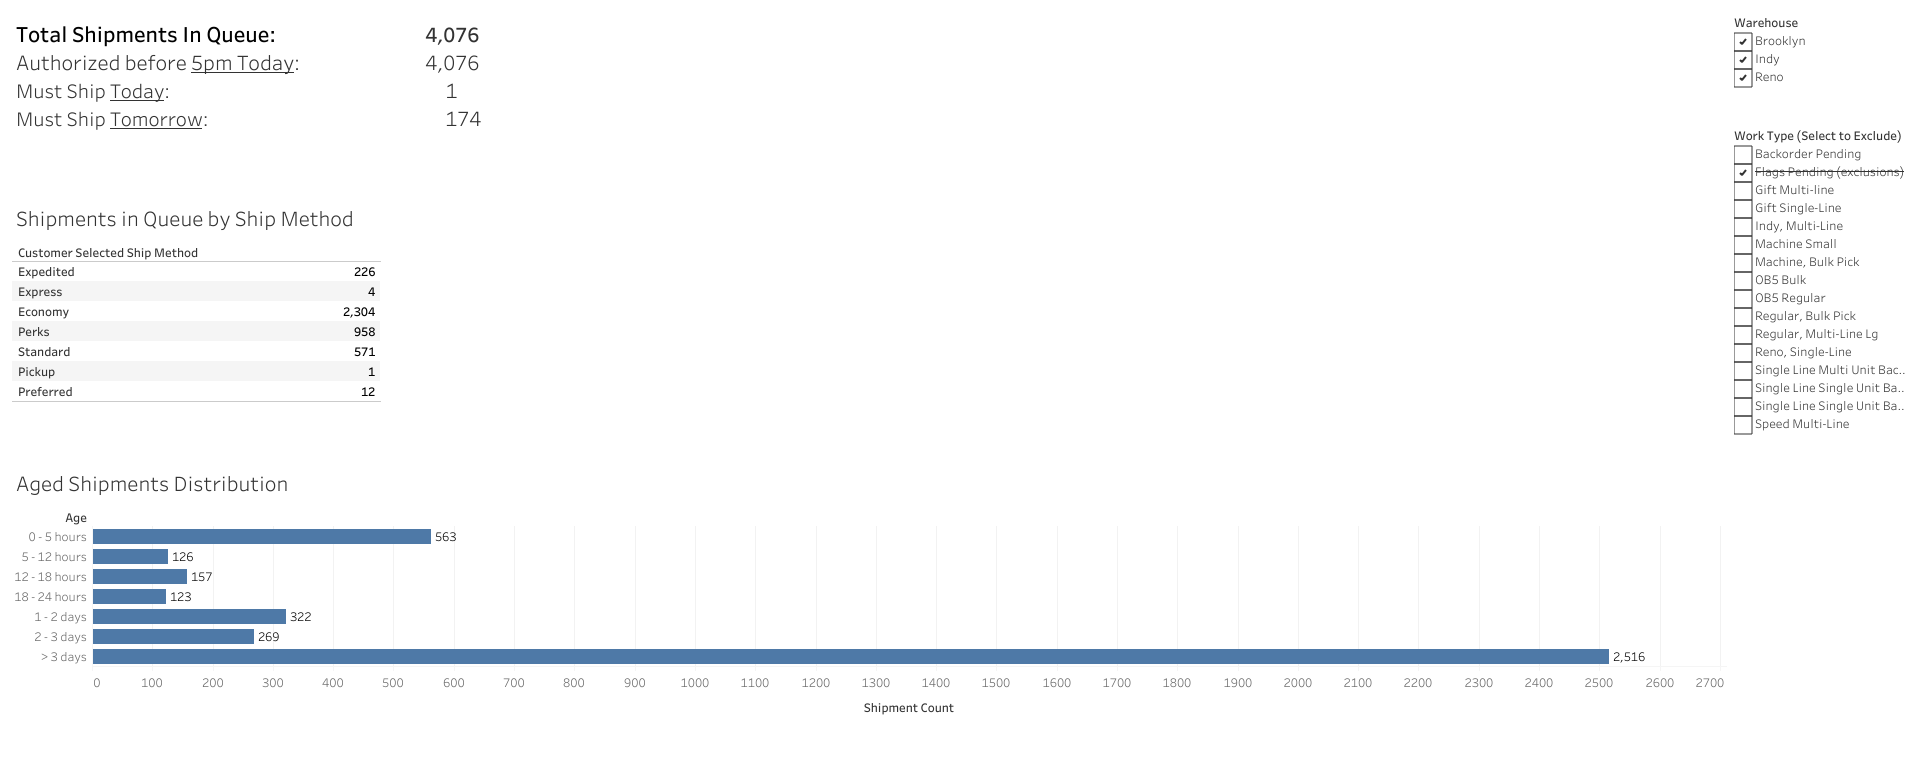 Total Shipments In Queue: 4,076
Authorized before 5pm Today: 4,076
Must Ship Today: 1
Must Ship Tomorrow: 174
Shipments in Queue by Ship Method
Customer Selected Ship Method
Expedited 226
Express 4
Economy 2,304
Perks 958
Standard 571
Pickup 1
Preferred 12
Aged Shipments Distribution
Age
0 - 5 hours 563
5 - 12 hours 126
12 - 18 hours 157
18 - 24 hours 123
1 - 2 days 322
2 - 3 days 269
> 3 days 2,516
0 100 200 300 400 500 600 700 800 900 1000 1100 1200 1300 1400 1500 1600 1700 1800 1900 2000 2100 2200 2300 2400 2500 2600 2700
Shipment Count
Warehouse
Brooklyn
Indy
Reno
Work Type (Select to Exclude)
Backorder Pending
Flags Pending (exclusions)
Gift Multi-line
Gift Single-Line
Indy, Multi-Line
Machine Small
Machine, Bulk Pick
OB5 Bulk
OB5 Regular
Regular, Bulk Pick
Regular, Multi-Line Lg
Reno, Single-Line
Single Line Multi Unit Bac..
Single Line Single Unit Ba..
Single Line Single Unit Ba..
Speed Multi-Line